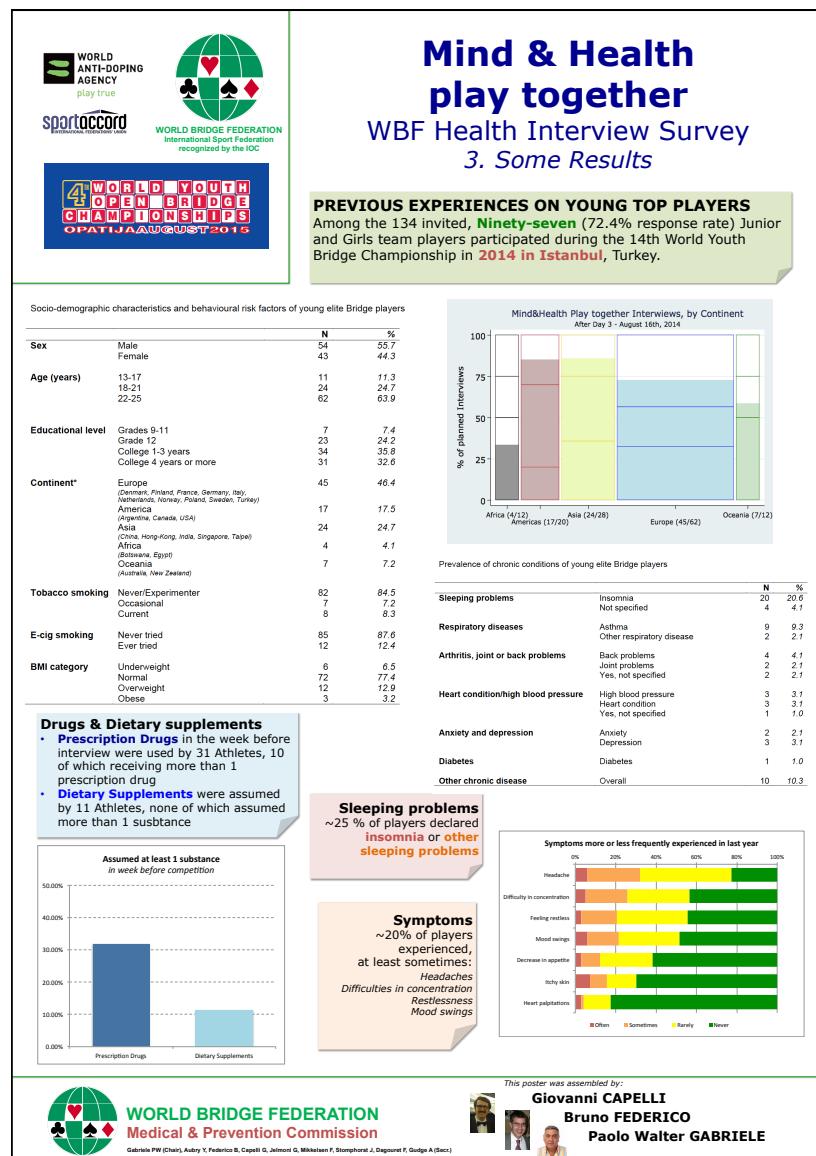 WORLD
ANTI-DOPING
AGENCY
play true
sportaccord
INTERNATIONAL FEDERATIONS' UNION
WORLD BRIDGE FEDERATION
International Sport Federation
recognized by the IOC
4TH WORLD YOUTH
OPEN BRIDGE
CHAMPIONSHIPS
OPATIJA AUGUST 2015
Mind & Health
play together
WBF Health Interview Survey
3. Some Results
PREVIOUS EXPERIENCES ON YOUNG TOP PLAYERS
Among the 134 invited, Ninety-seven (72.4% response rate) Junior
and Girls team players participated during the 14th World Youth
Bridge Championship in 2014 in Istanbul, Turkey.
Socio-demographic characteristics and behavioural risk factors of young elite Bridge players
N %
Sex Male 54 55.7
Female 43 44.3
Age (years) 13-17 11 11.3
18-21 24 24.7
22-25 62 63.9
Educational level Grades 9-11 7 7.4
Grade 12 23 24.2
College 1-3 years 34 35.8
College 4 years or more 31 32.6
Continent* Europe 45 46.4
(Denmark, Finland, France, Germany, Italy,
Netherlands, Norway, Poland, Sweden, Turkey)
America 17 17.5
(Argentina, Canada, USA)
Asia 24 24.7
(China, Hong-Kong, India, Singapore, Taipei)
Africa 4 4.1
(Botswana, Egypt)
Oceania 7 7.2
(Australia, New Zealand)
Tobacco smoking Never/Experimenter 82 84.5
Occasional 7 7.2
Current 8 8.3
E-cig smoking Never tried 85 87.6
Ever tried 12 12.4
BMI category Underweight 6 6.5
Normal 72 77.4
Overweight 12 12.9
Obese 3 3.2
Mind&Health Play together Interwiews, by Continent
After Day 3 - August 16th, 2014
% of planned Interviews
100
75
50
25
0
Africa (4/12)
Americas (17/20)
Asia (24/28)
Europe (45/62)
Oceania (7/12)
Prevalence of chronic conditions of young elite Bridge players
N %
Sleeping problems Insomnia 20 20.6
Not specified 4 4.1
Respiratory diseases Asthma 9 9.3
Other respiratory disease 2 2.1
Arthritis, joint or back problems Back problems 4 4.1
Joint problems 2 2.1
Yes, not specified 2 2.1
Heart condition/high blood pressure High blood pressure 3 3.1
Heart condition 3 3.1
Yes, not specified 1 1.0
Anxiety and depression Anxiety 2 2.1
Depression 3 3.1
Diabetes Diabetes 1 1.0
Other chronic disease Overall 10 10.3
Drugs & Dietary supplements
• Prescription Drugs in the week before
interview were used by 31 Athletes, 10
of which receiving more than 1
prescription drug
• Dietary Supplements were assumed
by 11 Athletes, none of which assumed
more than 1 subtance
Sleeping problems
~25 % of players declared
insomnia or other
sleeping problems
Assumed at least 1 substance
in week before competition
50.00%
40.00%
30.00%
20.00%
10.00%
0.00%
Prescription Drugs
Dietary Supplements
Symptoms
~20% of players
experienced,
at least sometimes:
Headaches
Difficulties in concentration
Restlessness
Mood swings
Symptoms more or less frequently experienced in last year
0% 20% 40% 60% 80% 100%
Headache
Difficulty in concentration
Feeling restless
Mood swings
Decrease in appetite
Itchy skin
Heart palpitations
Often Sometimes Rarely Never
WORLD BRIDGE FEDERATION
Medical & Prevention Commission
Gabriele PW (Chair), Aubry Y, Federico B, Capelli G, Jelmoni G, Mikkelsen F, Stomphorst J, Dagouret F, Gudge A (Secr.)
This poster was assembled by:
Giovanni CAPELLI
Bruno FEDERICO
Paolo Walter GABRIELE